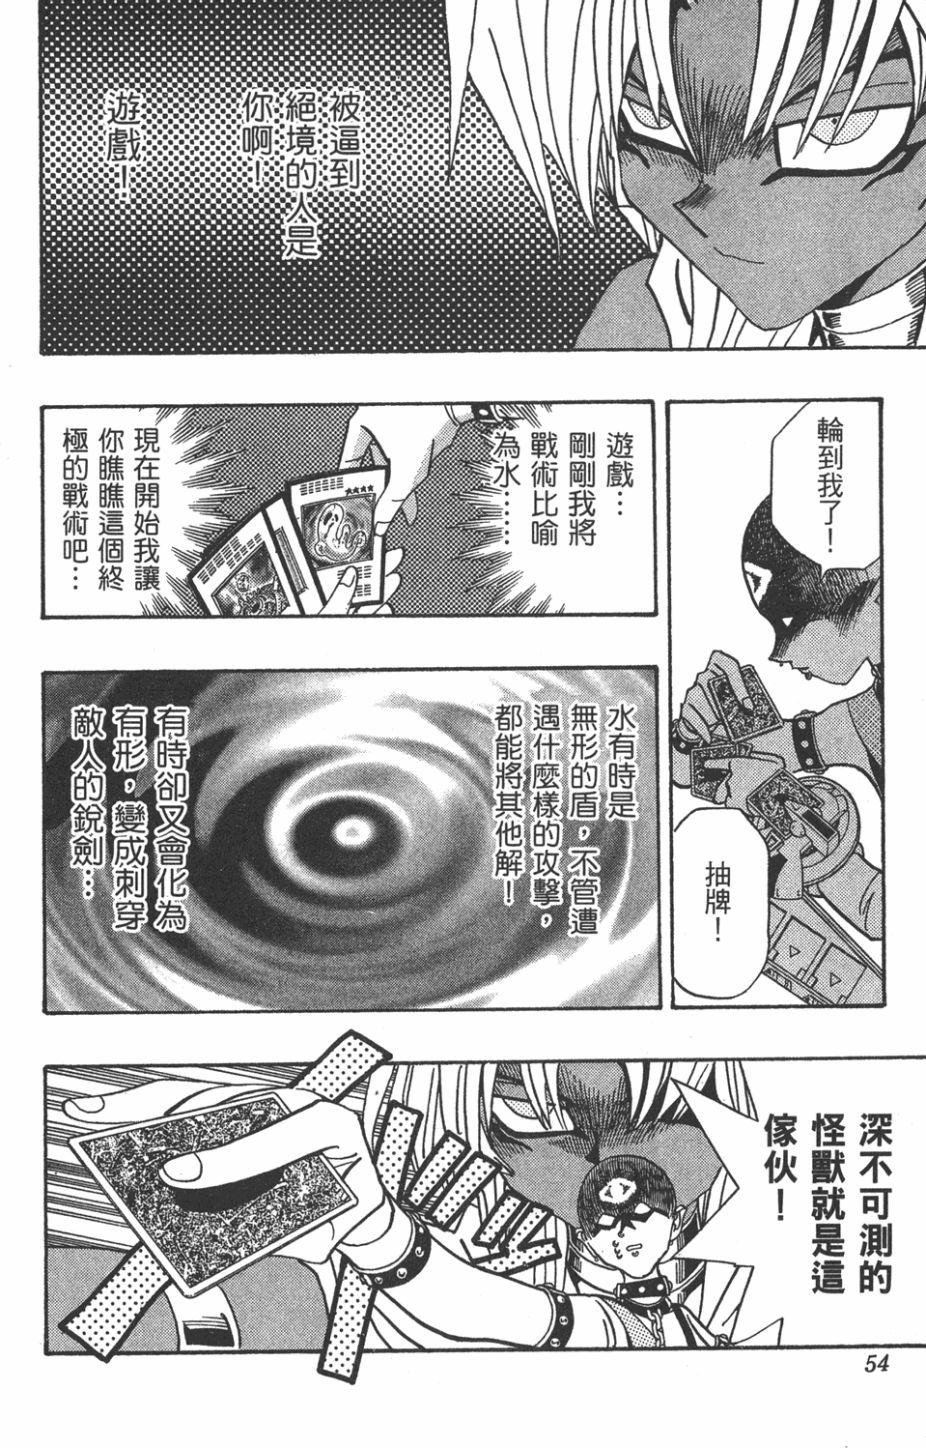 被逼到
絕境的人是
你啊！
遊戲！
輪到我了！
抽牌！
遊戲…
剛剛我將
戰術比喻
為水……
現在開始我讓
你瞧瞧這個終
極的戰術吧…
水有時是
無形的盾，不管遭
遇什麼樣的攻擊，
都能將其他解！
有時卻又會化為
有形，變成刺穿
敵人的銳劍…
深不可測的
怪獸就是這
傢伙！
54